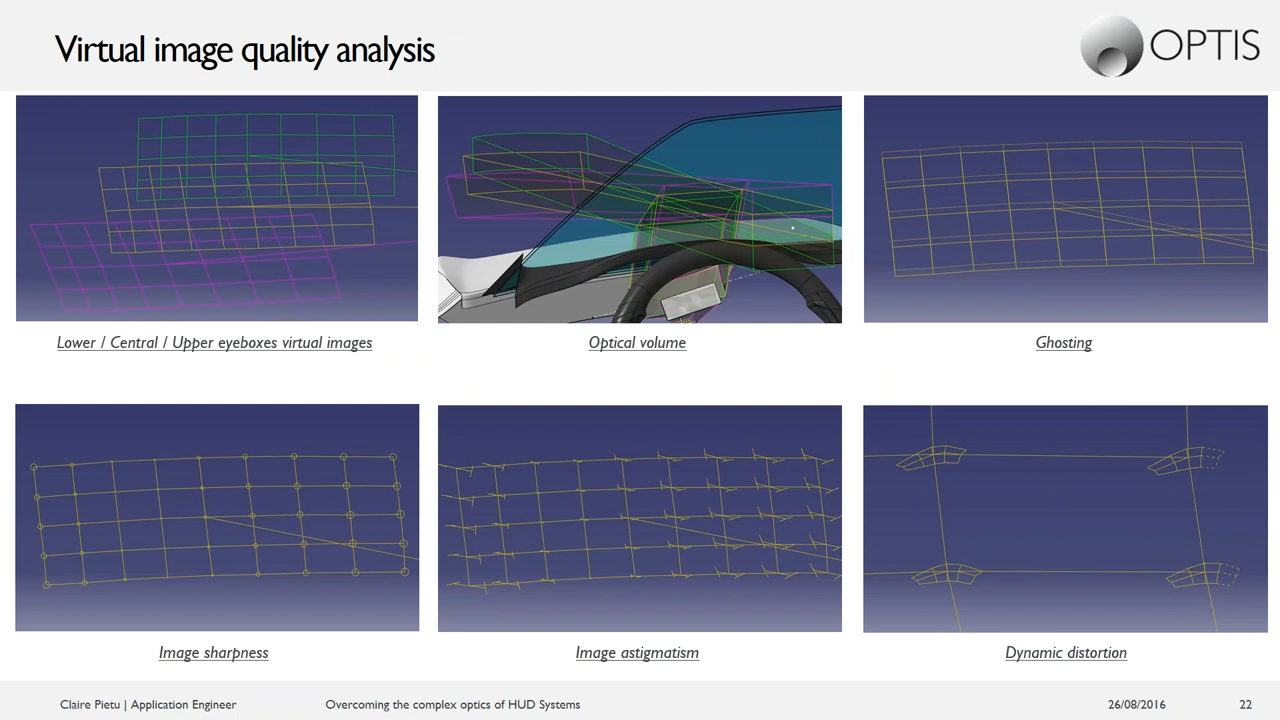 Virtual image quality analysis
OPTIS
Lower / Central / Upper eyeboxes virtual images
Optical volume
Ghosting
Image sharpness
Image astigmatism
Dynamic distortion
Claire Pietu | Application Engineer
Overcoming the complex optics of HUD Systems
26/08/2016
22